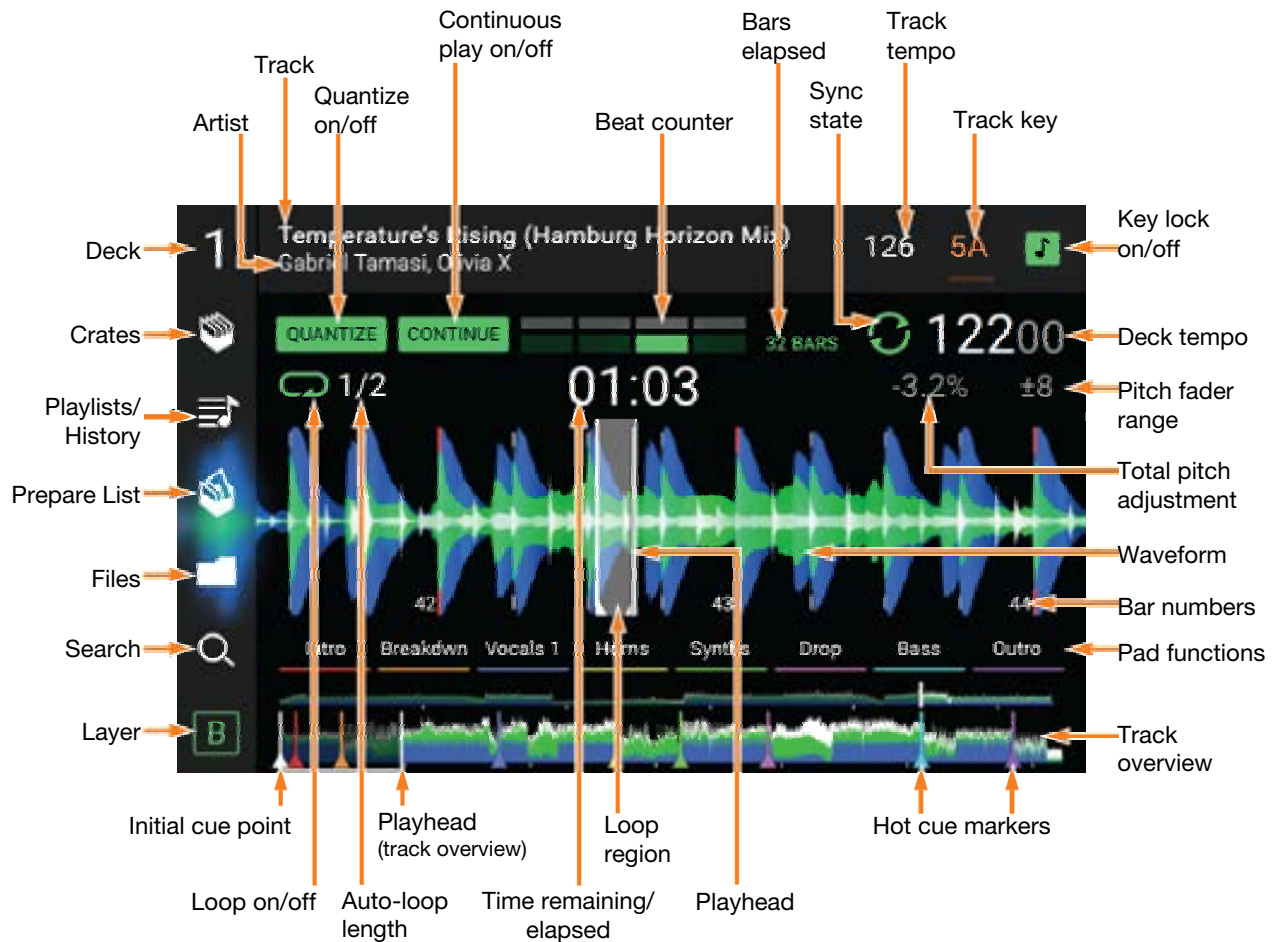 Continuous
play on/off
Bars
elapsed
Track
tempo
Track
Quantize
on/off
Sync
state
Artist
Beat counter
Track key
Deck
1
Temperature's Rising (Hamburg Horizon Mix)
Gabriel Tamasi, Olivia X
126
5A
Key lock
on/off
Crates
QUANTIZE
CONTINUE
32 BARS
12200
Deck tempo
1/2
01:03
-3.2%
±8
Pitch fader
range
Playlists/
History
Total pitch
adjustment
Prepare List
Waveform
Files
42
43
44
Bar numbers
Search
Intro
Breakdwn
Vocals 1
Horns
Synths
Drop
Bass
Outro
Pad functions
Layer
B
Track
overview
Initial cue point
Playhead
(track overview)
Loop
region
Hot cue markers
Loop on/off
Auto-loop
length
Time remaining/
elapsed
Playhead